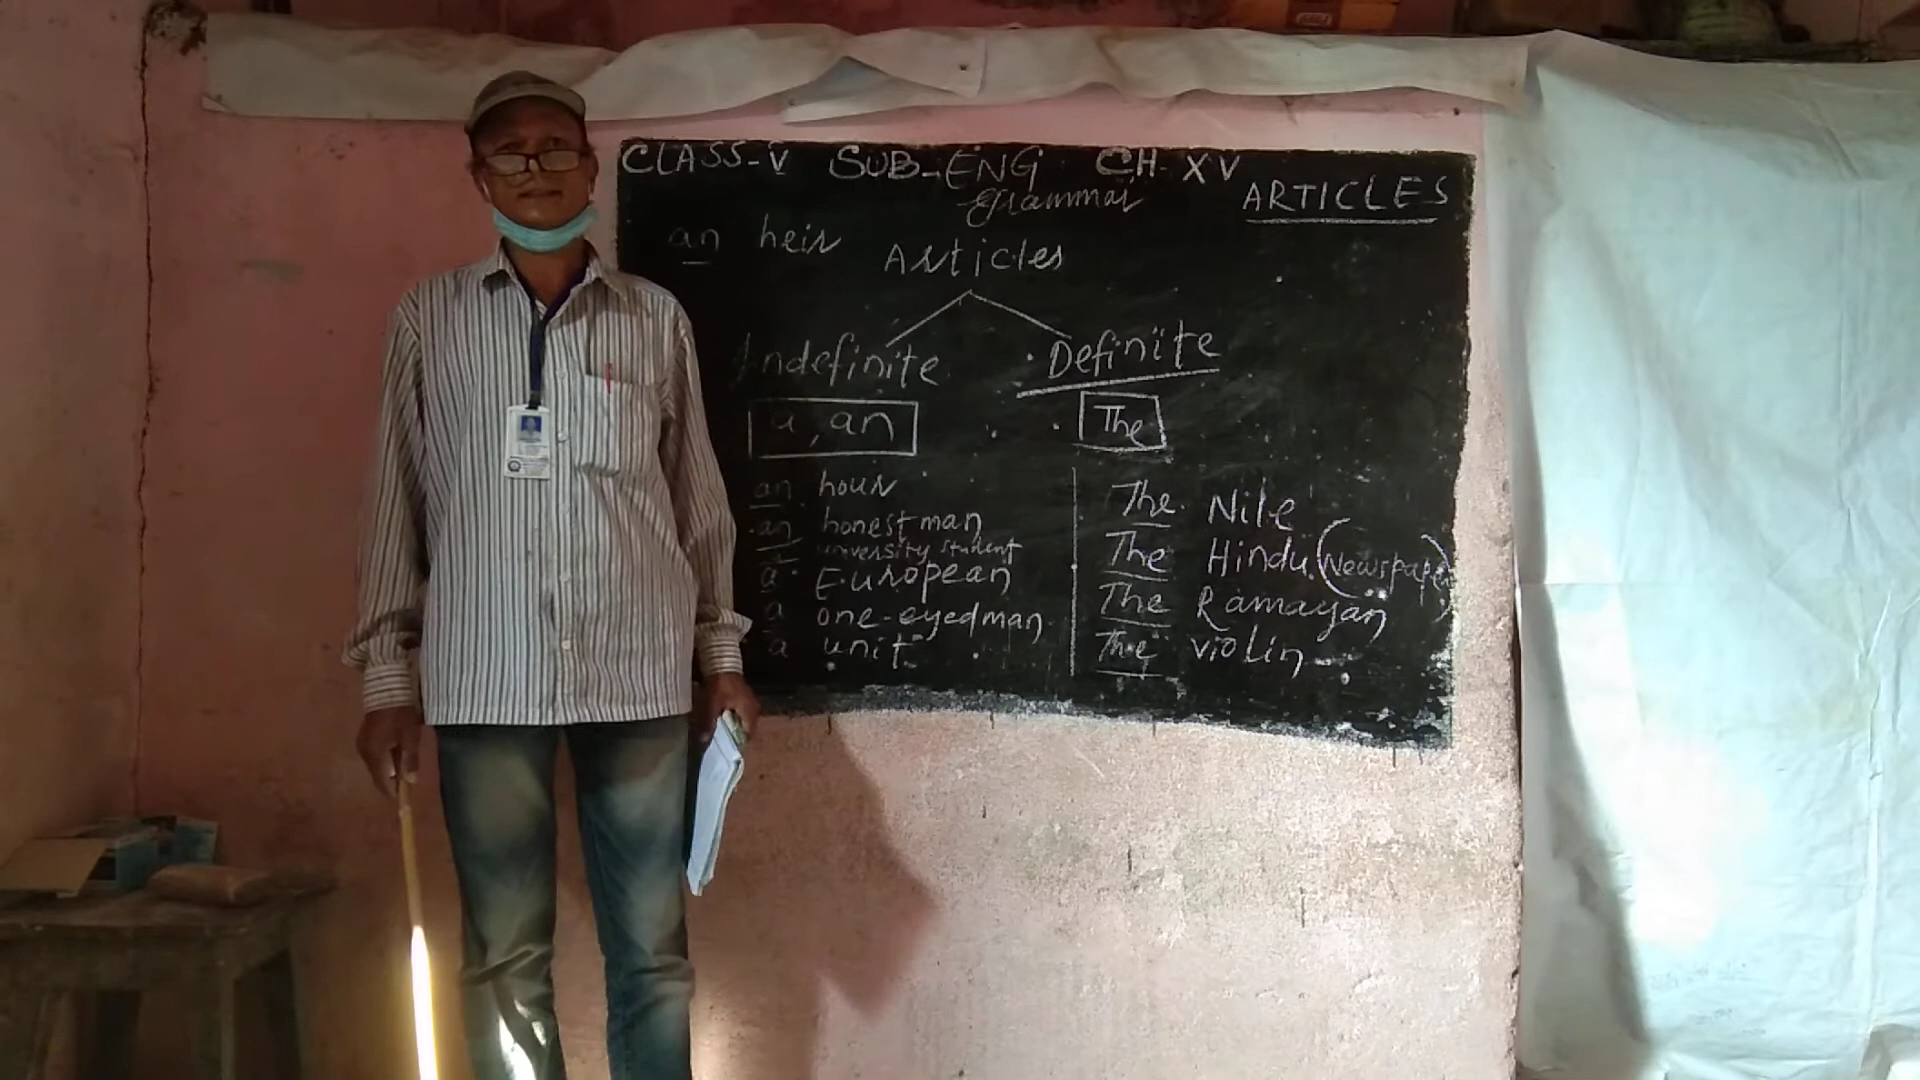 CLASS-V SUB-ENG CH-XV
Grammar
ARTICLES
an heir
Articles
Indefinite Definite
a, an The
an hour
an honest man
a university student
a European
a one-eyed man
a unit
The Nile
The Hindu (Newspaper)
The Ramayan
The violin